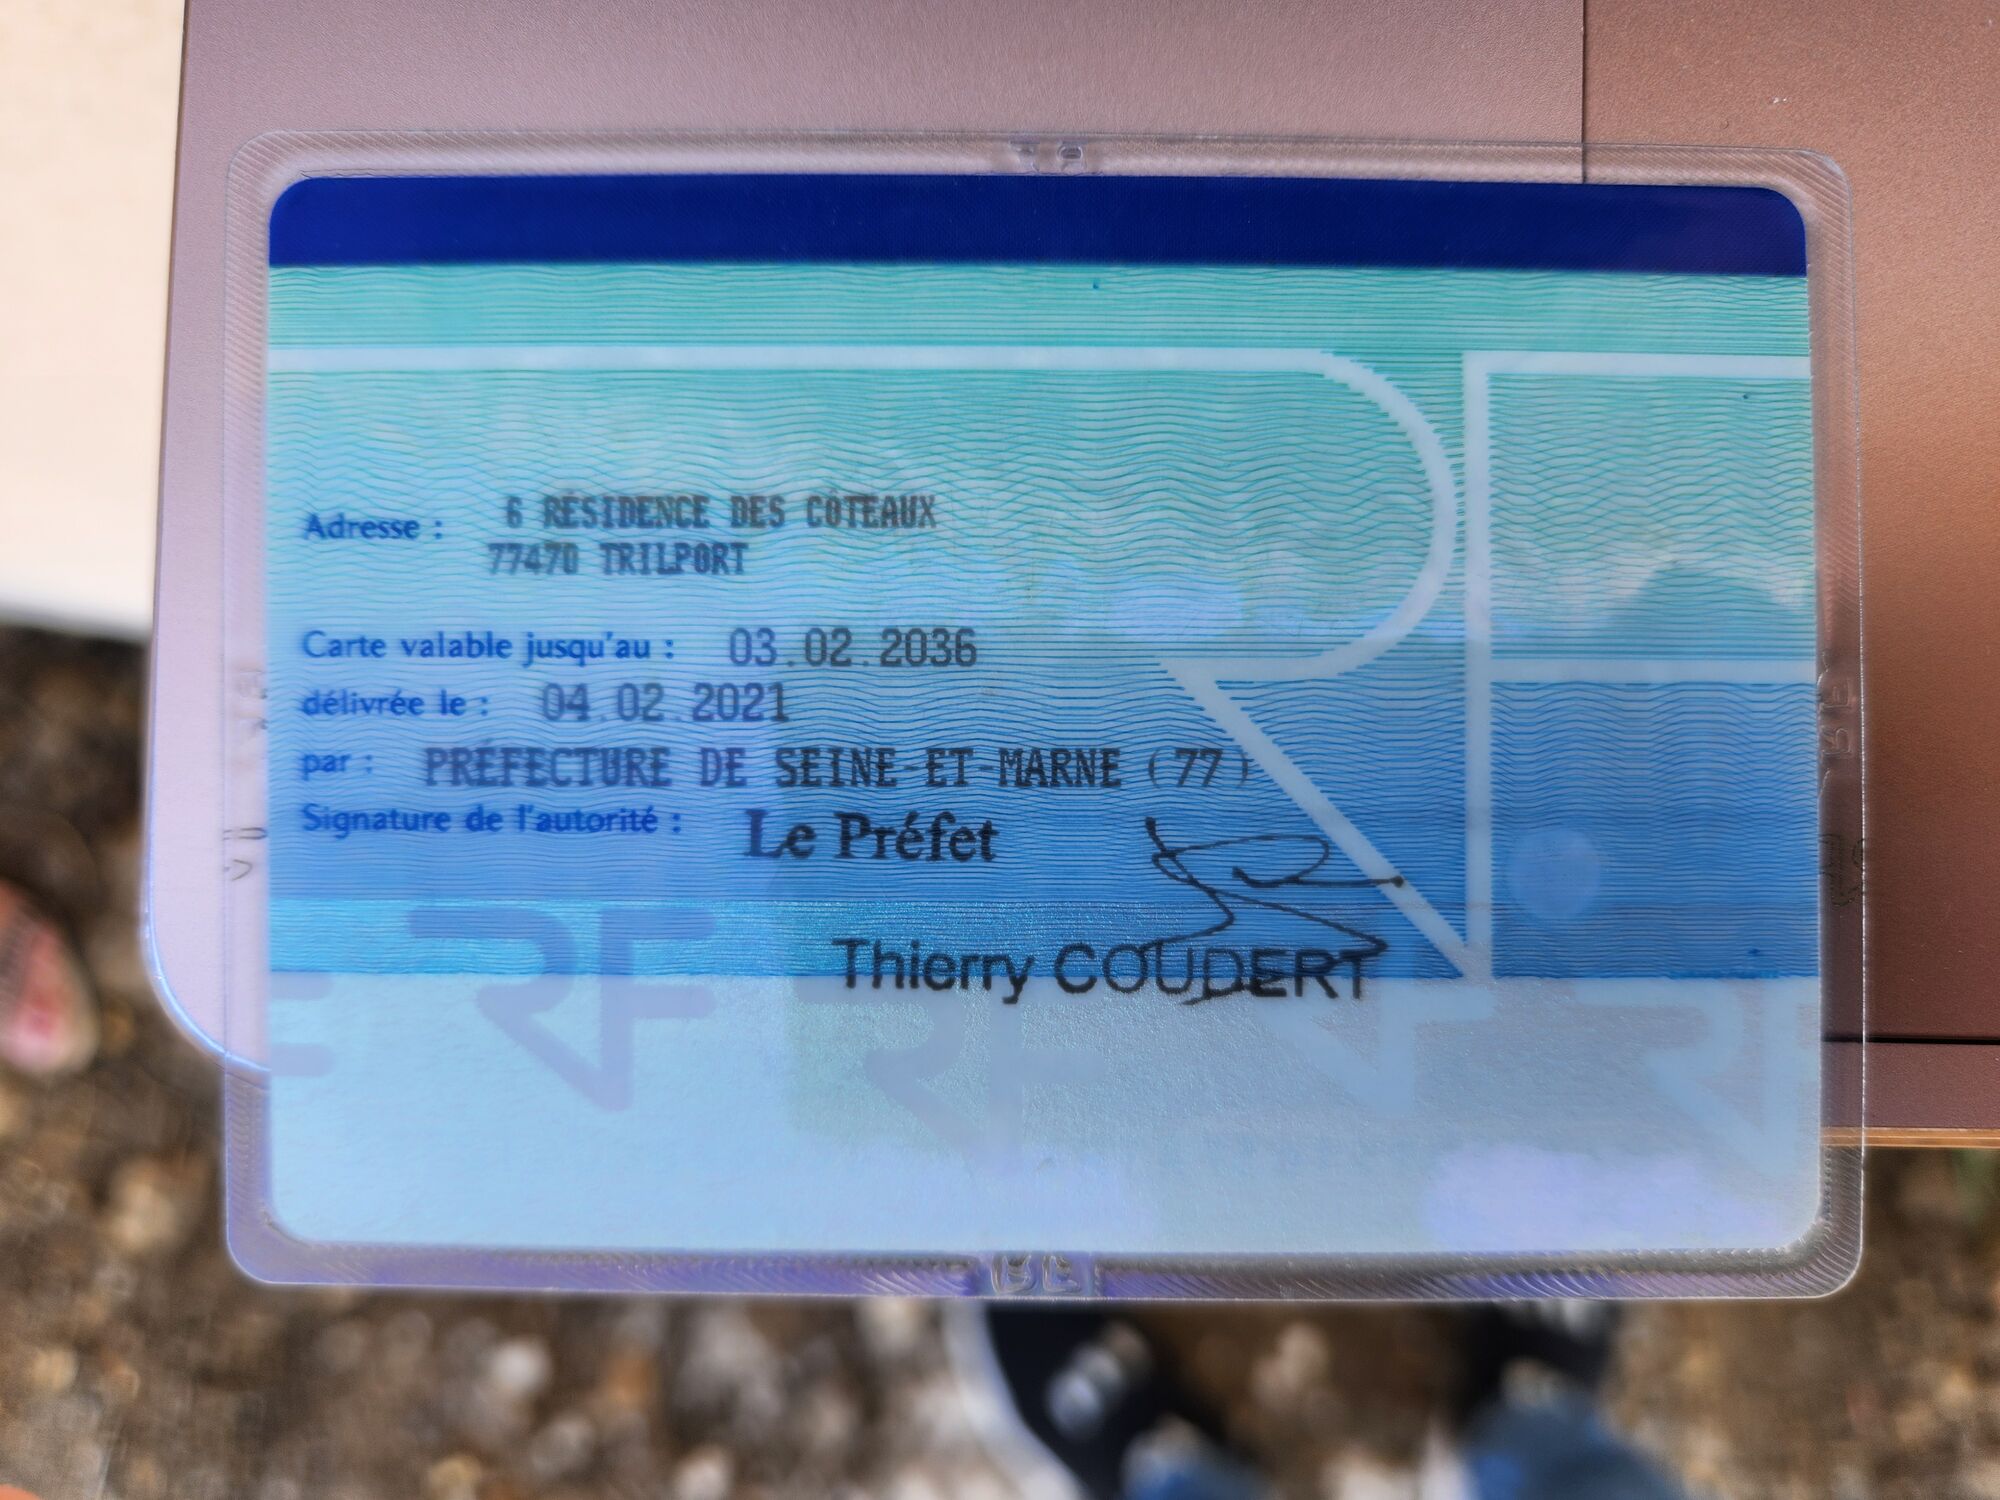 Adresse : 6 RÉSIDENCE DES CÔTEAUX
77470 TRILPORT
Carte valable jusqu'au : 03.02.2036
délivrée le : 04.02.2021
par : PRÉFECTURE DE SEINE-ET-MARNE (77)
Signature de l'autorité : Le Préfet
Thierry COUDERT